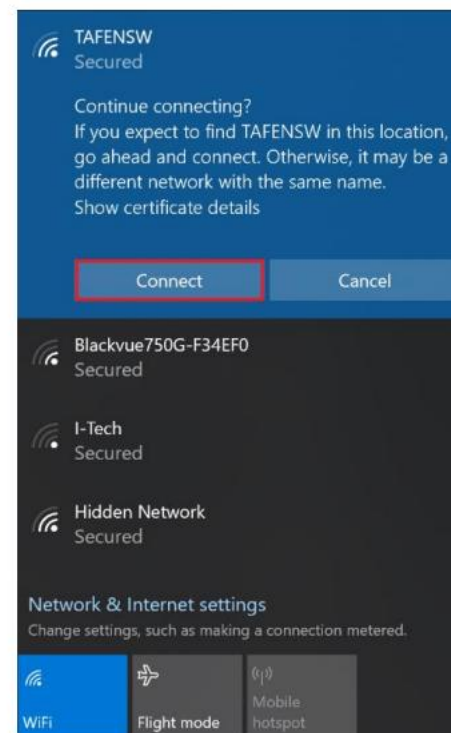 TAFENSW
Secured
Continue connecting?
If you expect to find TAFENSW in this location,
go ahead and connect. Otherwise, it may be a
different network with the same name.
Show certificate details
Connect
Cancel
Blackvue750G-F34EF0
Secured
I-Tech
Secured
Hidden Network
Secured
Network & Internet settings
Change settings, such as making a connection metered.
WiFi
Flight mode
Mobile
hotspot